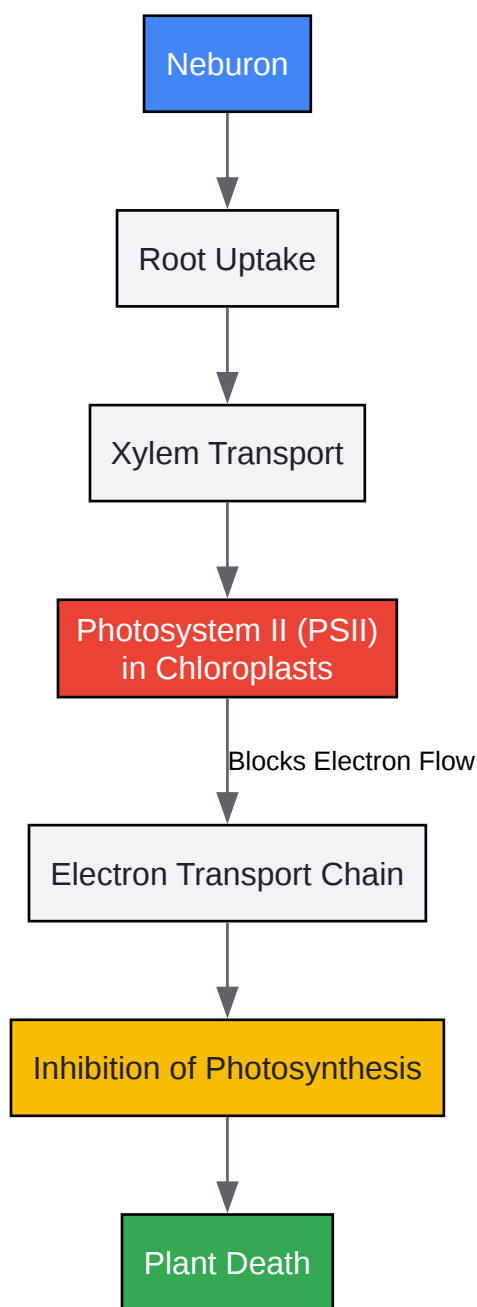 Neburon
Root Uptake
Xylem Transport
Photosystem II (PSII)
in Chloroplasts
Blocks Electron Flow
Electron Transport Chain
Inhibition of Photosynthesis
Plant Death